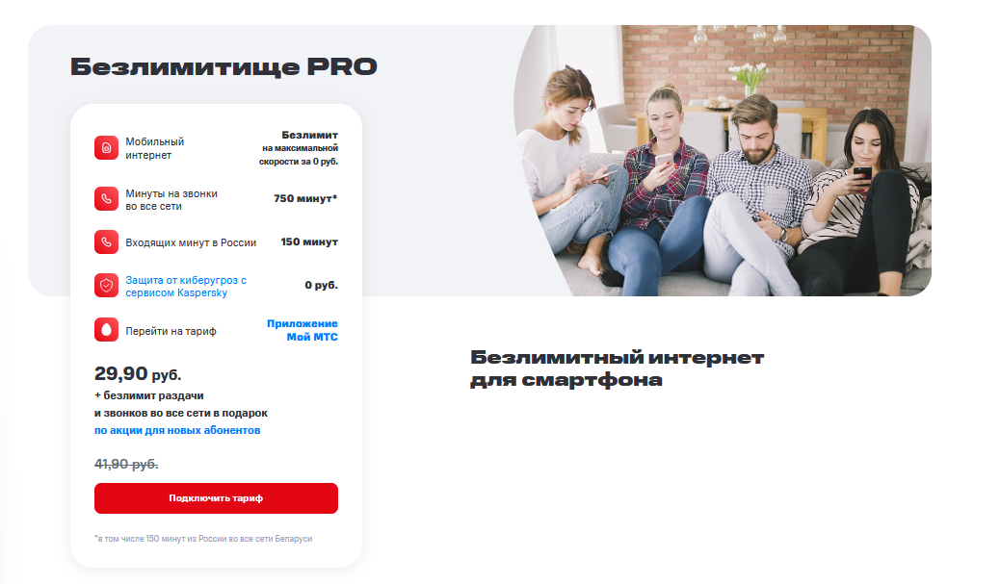 Безлимитище PRO
Мобильный
интернет
Безлимит
на максимальной
скорости за 0 руб.
Минуты на звонки
во все сети
750 минут*
Входящих минут в России
150 минут
Защита от киберугроз с
сервисом Kaspersky
0 руб.
Перейти на тариф
Приложение
Мой МТС
29,90 руб.
+ безлимит раздачи
и звонков во все сети в подарок
по акции для новых абонентов
41,90 руб.
Подключить тариф
*в том числе 150 минут из России во все сети Беларуси
Безлимитный интернет
для смартфона